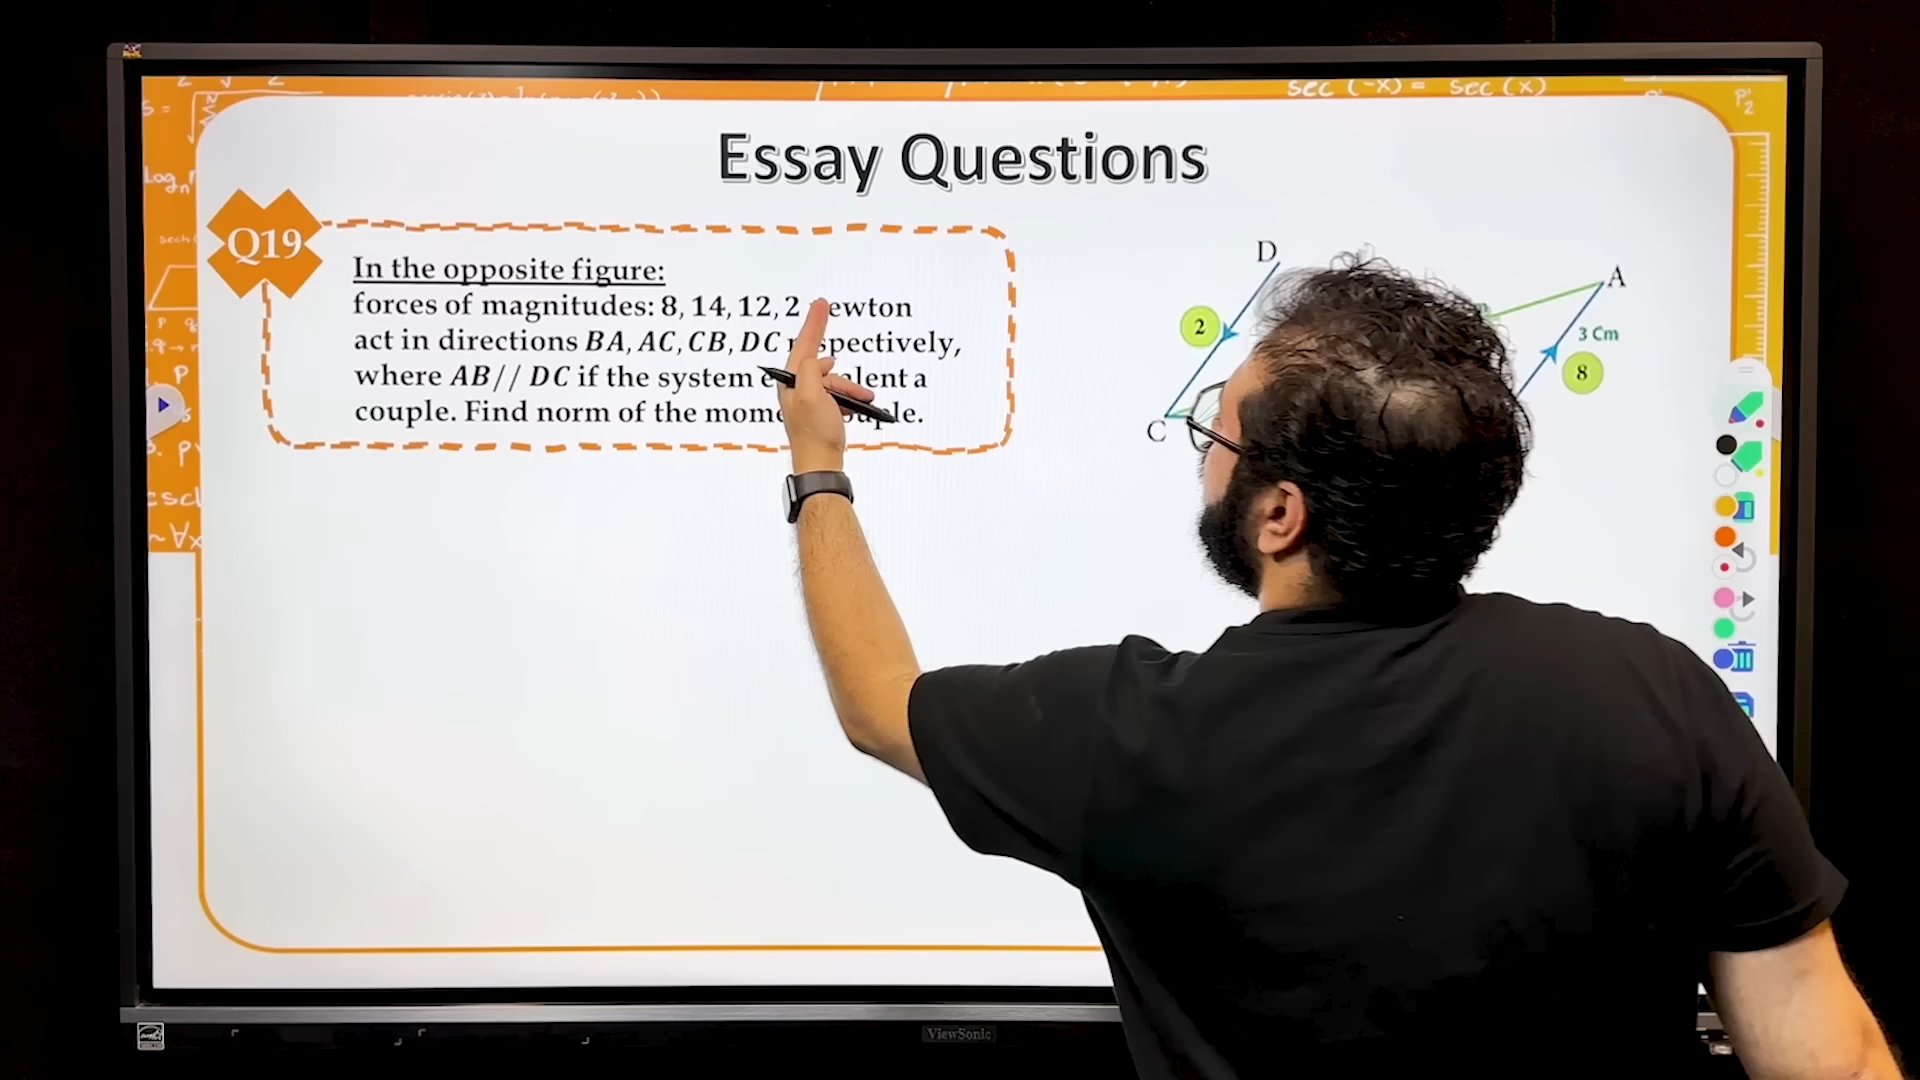 sec (-x) = sec (x)
Essay Questions
Q19
In the opposite figure:
forces of magnitudes: 8, 14, 12, 2
act in directions BA, AC, CB, DC
where AB// DC if the system a
couple. Find norm of the
D
A
2
3 Cm
8
C
ViewSonic